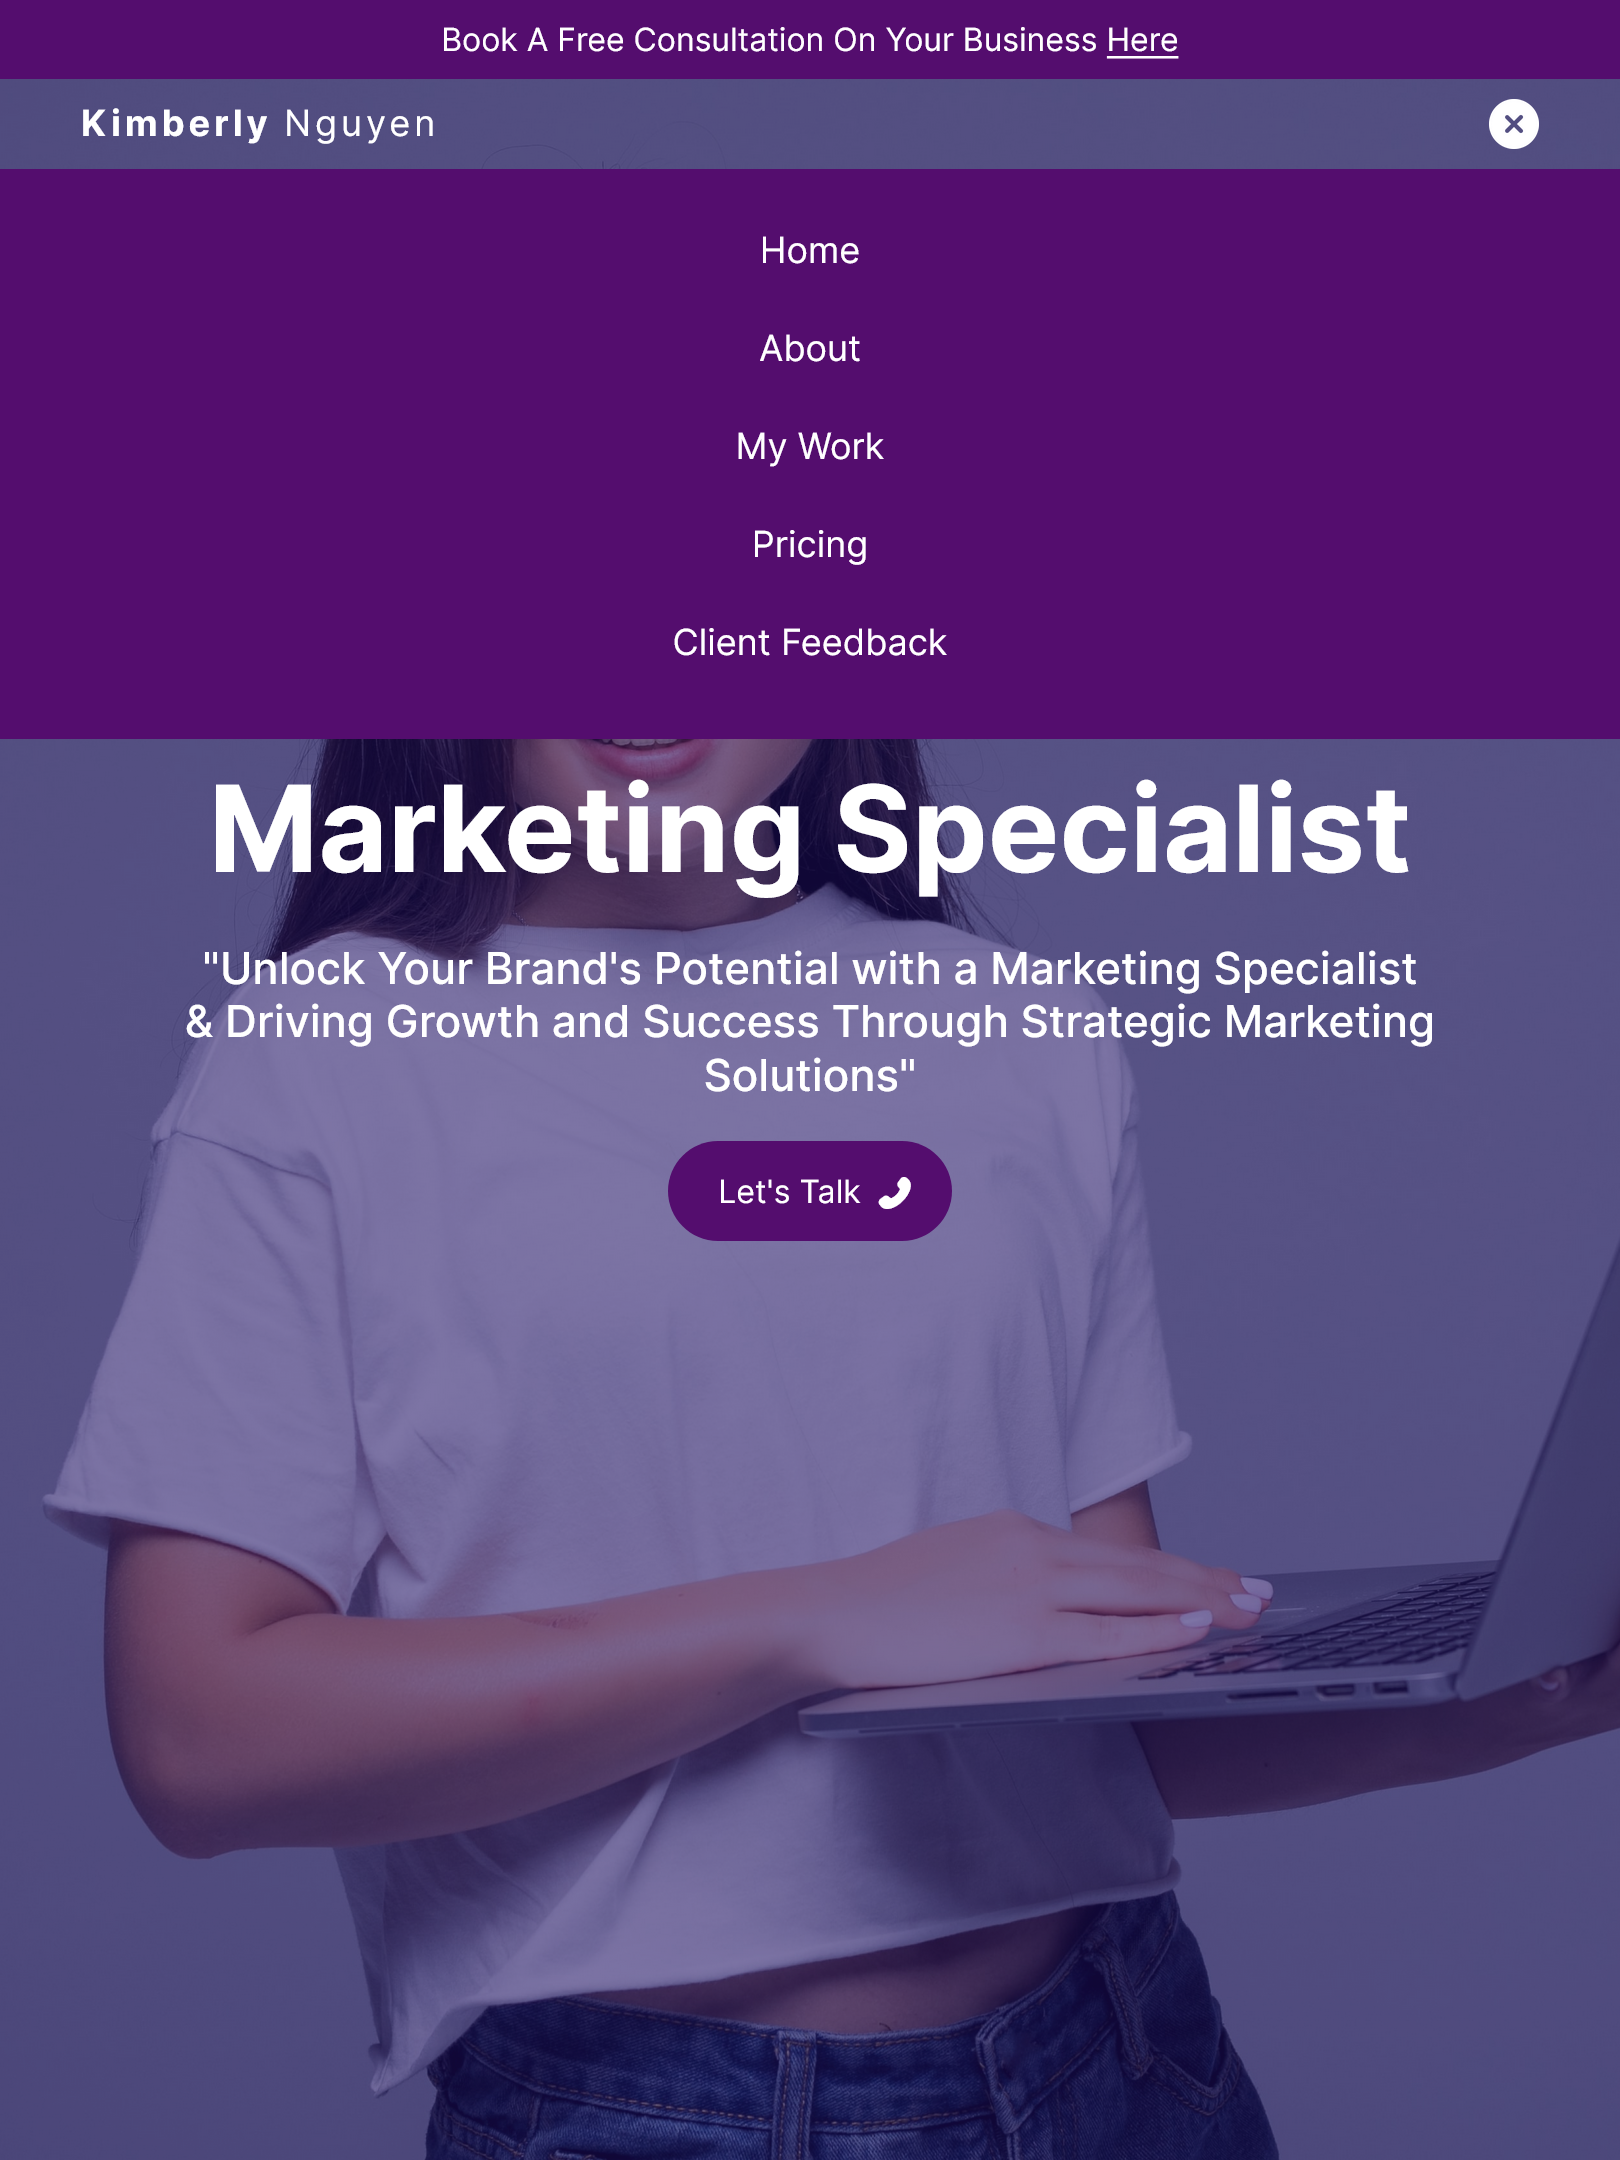 Book A Free Consultation On Your Business Here
Kimberly Nguyen
Home
About
My Work
Pricing
Client Feedback
Marketing Specialist
"Unlock Your Brand's Potential with a Marketing Specialist
& Driving Growth and Success Through Strategic Marketing
Solutions"
Let's Talk